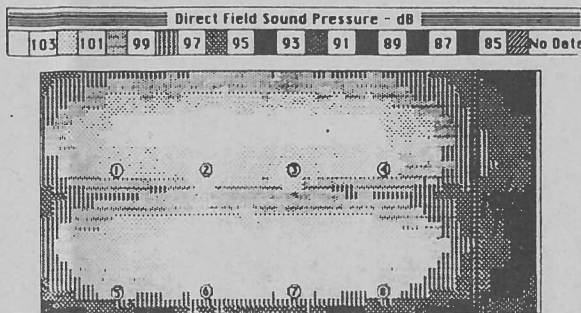 Direct Field Sound Pressure - dB
103 101 99 97 95 93 91 89 87 85 No Data
① ② ③ ④
⑤ ⑥ ⑦ ⑧